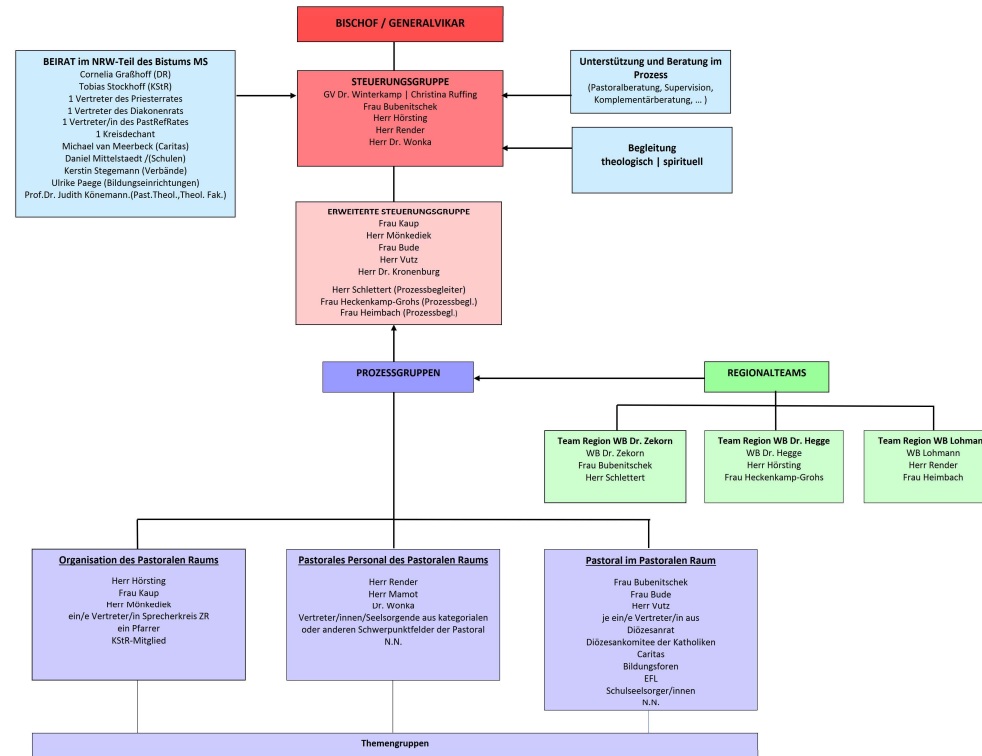 BISCHOF / GENERALVIKAR
BEIRAT im NRW-Teil des Bistums MS
Cornelia Graßhoff (DR)
Tobias Stockhoff (KStR)
1 Vertreter des Priesterrates
1 Vertreter des Diakonenrats
1 Vertreter/in des PastRefRates
1 Kreisdechant
Michael van Meerbeck (Caritas)
Daniel Mittelstaedt /(Schulen)
Kerstin Stegemann (Verbände)
Ulrike Paege (Bildungseinrichtungen)
Prof.Dr. Judith Könemann.(Past.Theol.,Theol. Fak.)
STEUERUNGSGRUPPE
GV Dr. Winterkamp | Christina Ruffing
Frau Bubenitschek
Herr Hörsting
Herr Render
Herr Dr. Wonka
Unterstützung und Beratung im
Prozess
(Pastoralberatung, Supervision,
Komplementärberatung, ... )
Begleitung
theologisch | spirituell
ERWEITERTE STEUERUNGSGRUPPE
Frau Kaup
Herr Mönkediek
Frau Bude
Herr Vutz
Herr Dr. Kronenburg
Herr Schlettert (Prozessbegleiter)
Frau Heckenkamp-Grohs (Prozessbegl.)
Frau Heimbach (Prozessbegl.)
PROZESSGRUPPEN
REGIONALTEAMS
Team Region WB Dr. Zekorn
WB Dr. Zekorn
Frau Bubenitschek
Herr Schlettert
Team Region WB Dr. Hegge
WB Dr. Hegge
Herr Hörsting
Frau Heckenkamp-Grohs
Team Region WB Lohman
WB Lohmann
Herr Render
Frau Heimbach
Organisation des Pastoralen Raums
Herr Hörsting
Frau Kaup
Herr Mönkediek
ein/e Vertreter/in Sprecherkreis ZR
ein Pfarrer
KStR-Mitglied
Pastorales Personal des Pastoralen Raums
Herr Render
Herr Mamot
Dr. Wonka
Vertreter/innen/Seelsorgende aus kategorialen
oder anderen Schwerpunktfelder der Pastoral
N.N.
Pastoral im Pastoralen Raum
Frau Bubenitschek
Frau Bude
Herr Vutz
je ein/e Vertreter/in aus
Diözesanrat
Diözesankomitee der Katholiken
Caritas
Bildungsforen
EFL
Schulseelsorger/innen
N.N.
Themengruppen